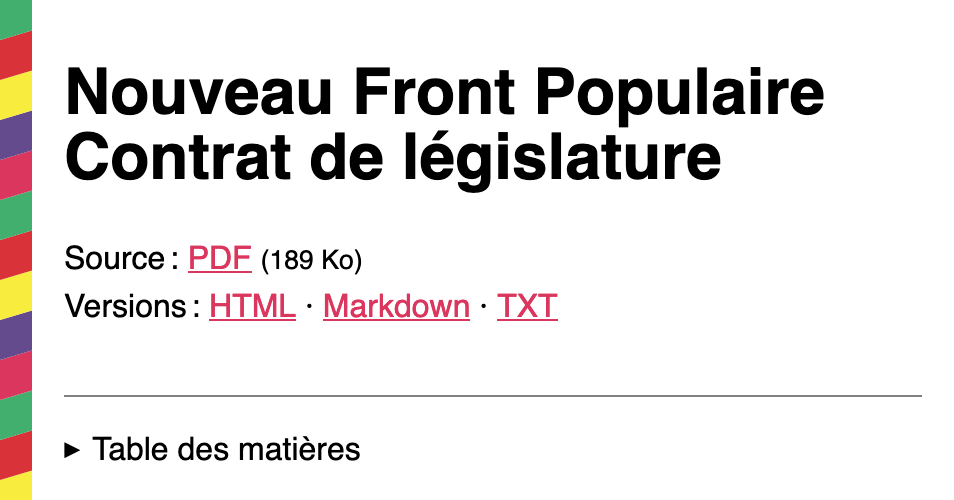 Nouveau Front Populaire
Contrat de législature
Source : PDF (189 Ko)
Versions : HTML · Markdown · TXT
▸ Table des matières